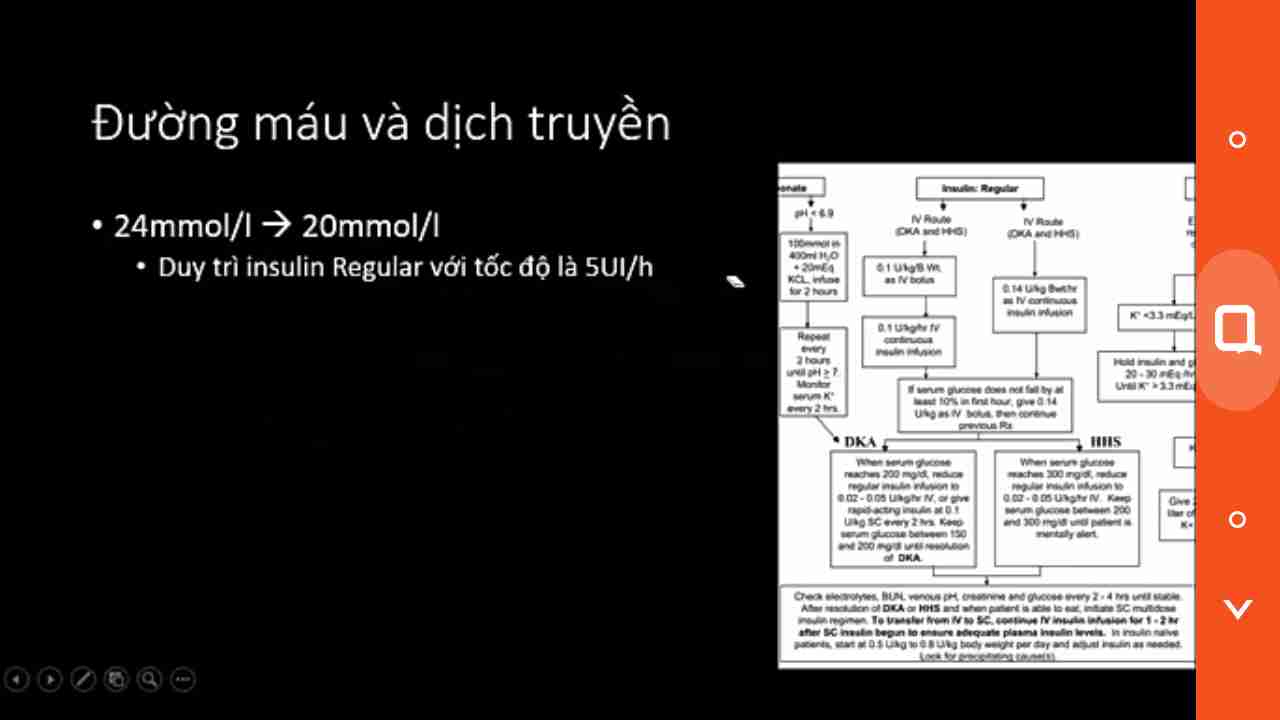 Đường máu và dịch truyền
• 24mmol/l → 20mmol/l
• Duy trì insulin Regular với tốc độ là 5UI/h
onate
pH < 6.9
100mmol in
400ml H₂O
+ 20mEq
KCL, infuse
for 2 hours
Repeat
every
2 hours
until pH ≥ 7.
Monitor
serum K⁺
every 2 hrs.
Insulin: Regular
IV Route
(DKA and HHS)
0.1 U/kg/B.Wt.
as IV bolus
0.1 U/kg/hr IV
continuous
insulin infusion
IV Route
(DKA and HHS)
0.14 U/kg Bwt/hr
as IV continuous
insulin infusion
If serum glucose does not fall by at
least 10% in first hour, give 0.14
U/kg as IV bolus, then continue
previous Rx
DKA
When serum glucose
reaches 200 mg/dl, reduce
regular insulin infusion to
0.02 - 0.05 U/kg/hr IV, or give
rapid-acting insulin at 0.1
U/kg SC every 2 hrs. Keep
serum glucose between 150
and 200 mg/dl until resolution
of DKA.
HHS
When serum glucose
reaches 300 mg/dl, reduce
regular insulin infusion to
0.02 - 0.05 U/kg/hr IV. Keep
serum glucose between 200
and 300 mg/dl until patient is
mentally alert.
K⁺ <3.3 mEq/
Hold insulin and
20 - 30 mEq/h
Until K⁺ > 3.3 mEq
Give
liter of
K+
Check electrolytes, BUN, venous pH, creatinine and glucose every 2 - 4 hrs until stable.
After resolution of DKA or HHS and when patient is able to eat, initiate SC multidose
insulin regimen. To transfer from IV to SC, continue IV insulin infusion for 1 - 2 hr
after SC insulin begun to ensure adequate plasma insulin levels. In insulin naive
patients, start at 0.5 U/kg to 0.8 U/kg body weight per day and adjust insulin as needed.
Look for precipitating cause(s).